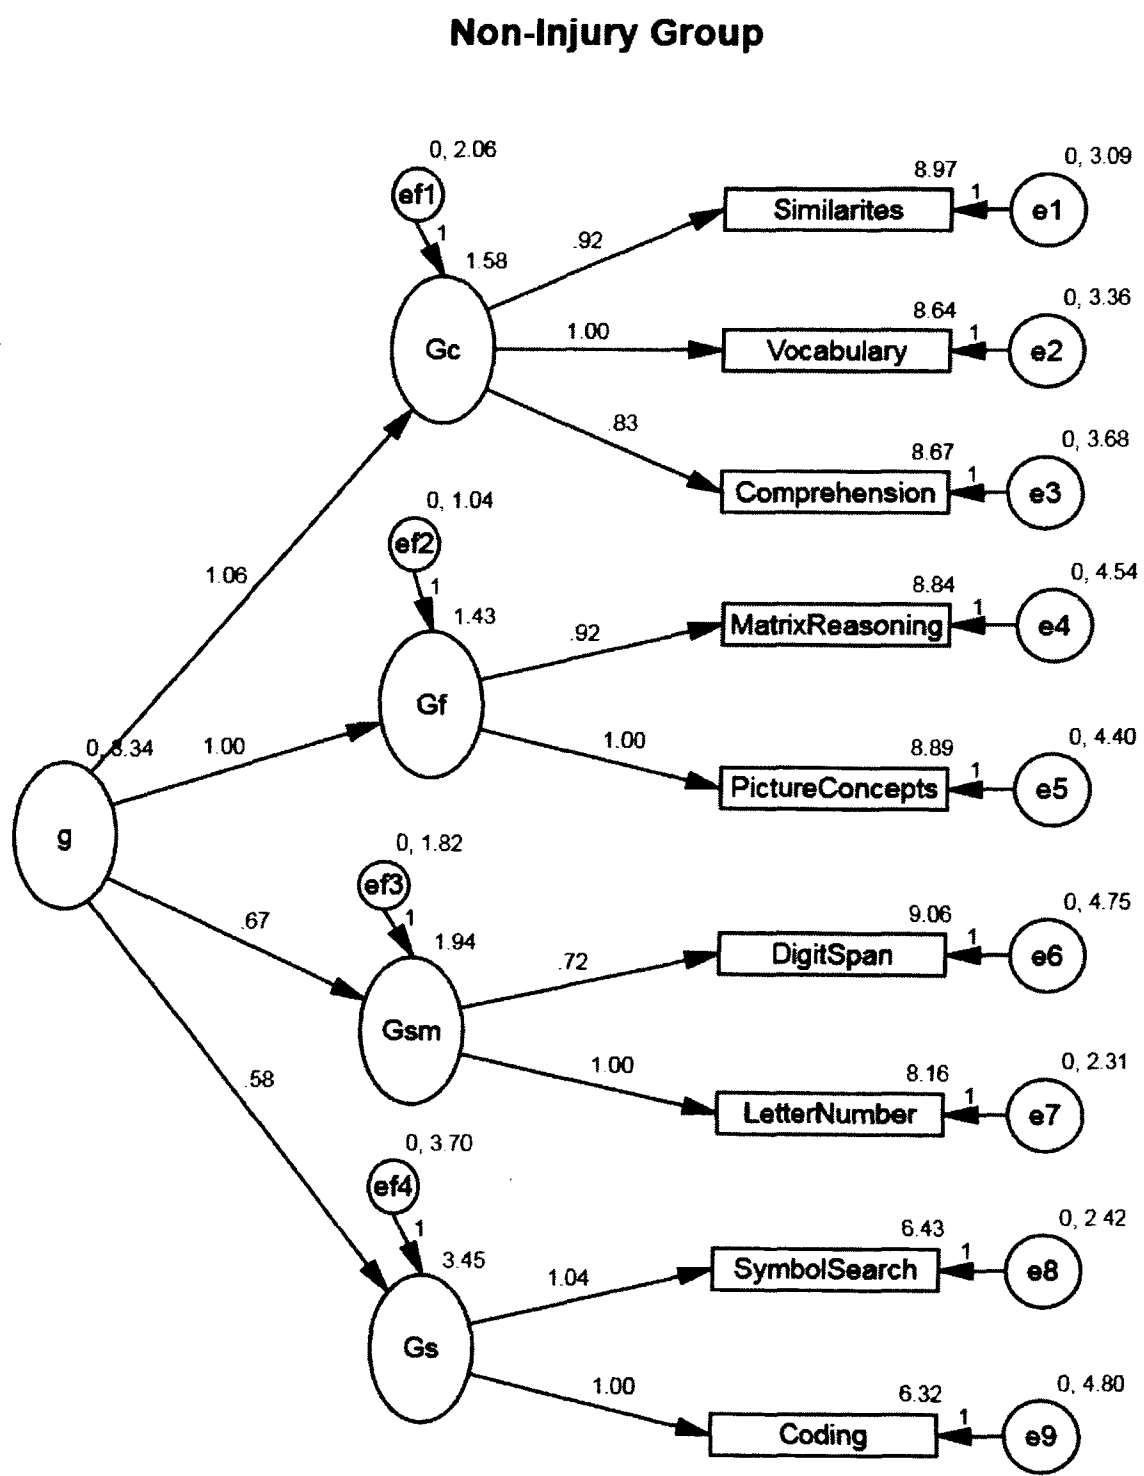 Non-Injury Group
0, 2.06
ef1
1
1.58
Gc
.92
1.00
.83
8.97
Similarites
1
0, 3.09
e1
8.64
Vocabulary
1
0, 3.36
e2
8.67
Comprehension
1
0, 3.68
e3
1.06
0, 1.04
ef2
1
1.43
Gf
.92
1.00
8.84
MatrixReasoning
1
0, 4.54
e4
8.89
PictureConcepts
1
0, 4.40
e5
0, 3.34
g
1.00
.67
.58
0, 1.82
ef3
1
1.94
Gsm
.72
1.00
9.06
DigitSpan
1
0, 4.75
e6
8.16
LetterNumber
1
0, 2.31
e7
0, 3.70
ef4
1
3.45
Gs
1.04
1.00
6.43
SymbolSearch
1
0, 2 42
e8
6.32
Coding
1
0, 4.80
e9